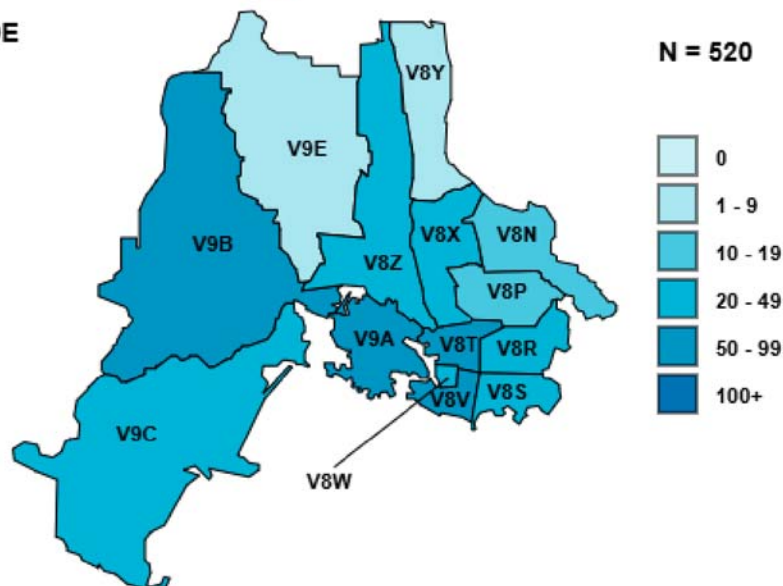 E
N = 520
V8Y
0
V9E
1 - 9
V8X
V8N
V9B
10 - 19
V8Z
V8P
20 - 49
V9A
V8T
V8R
50 - 99
V8V
V8S
100+
V9C
V8W